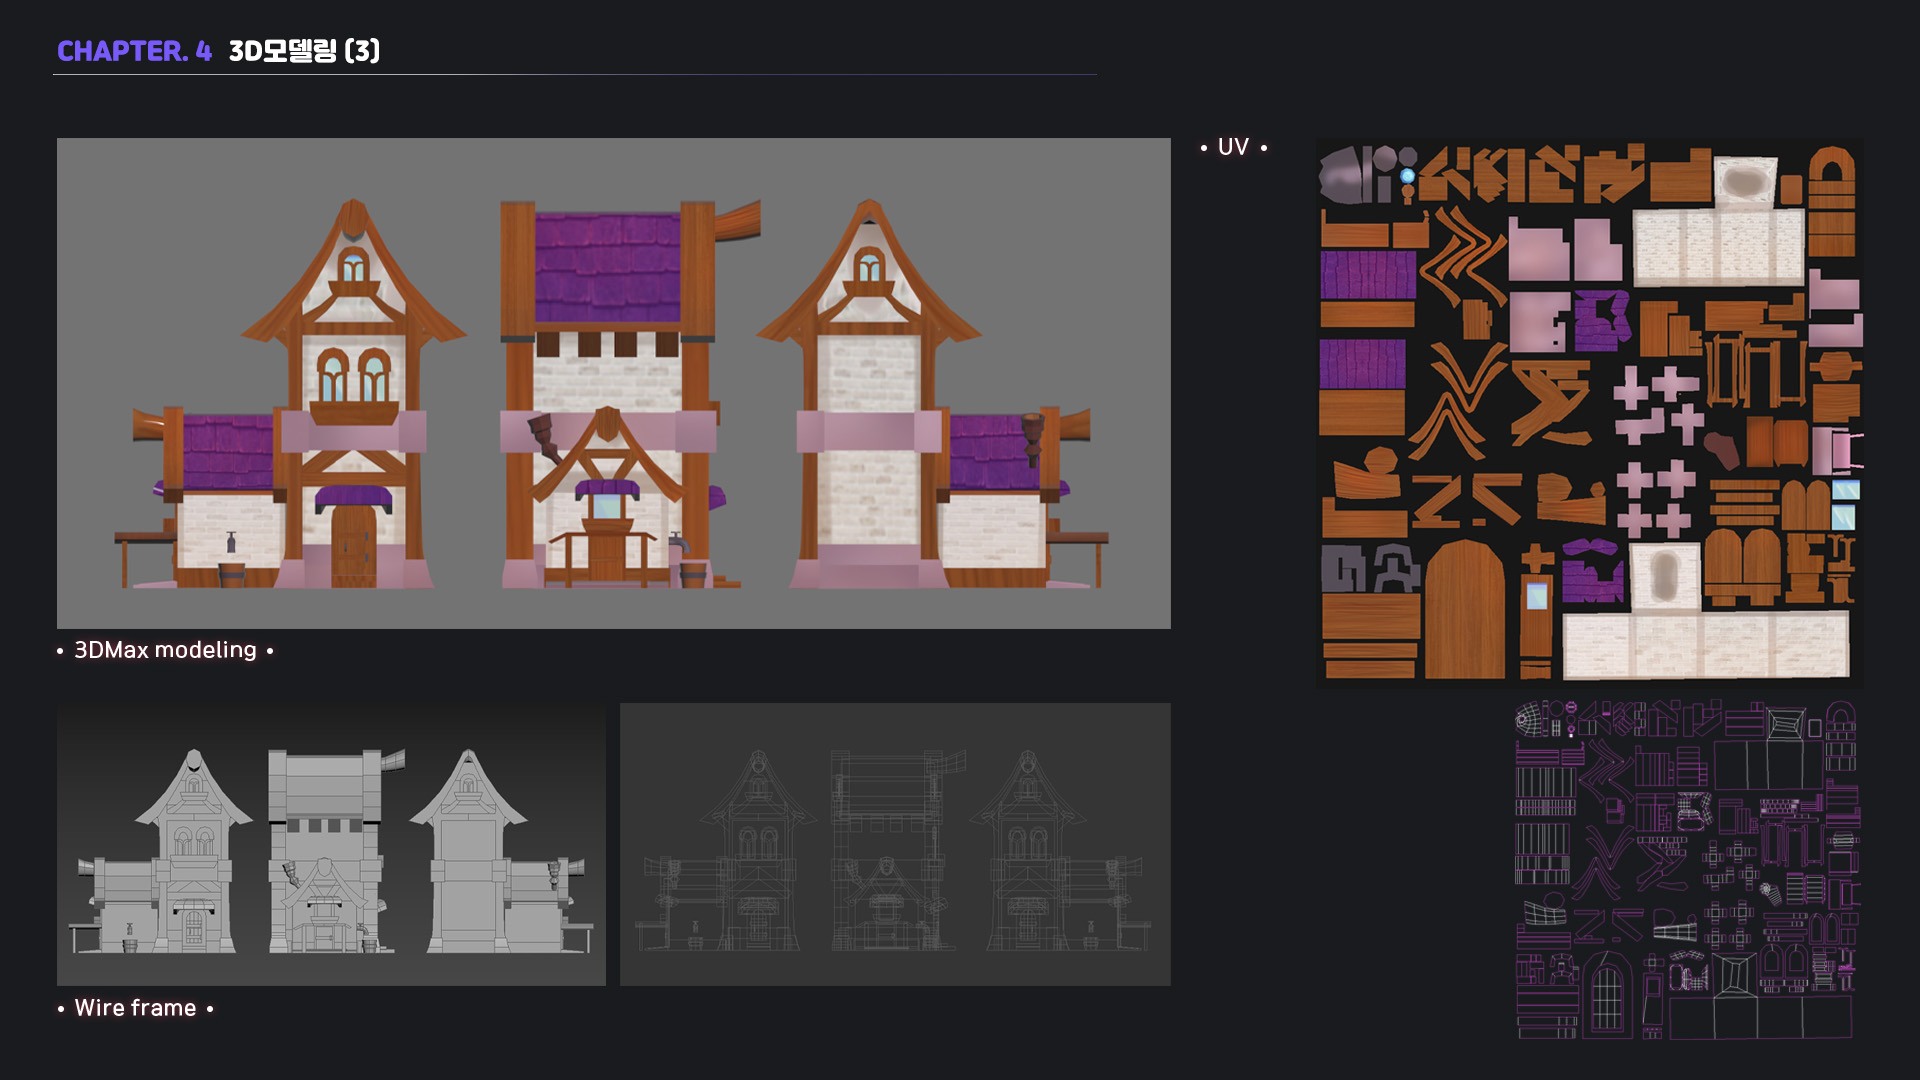 CHAPTER. 4 3D모델링 (3)
• UV •
• 3DMax modeling •
• Wire frame •